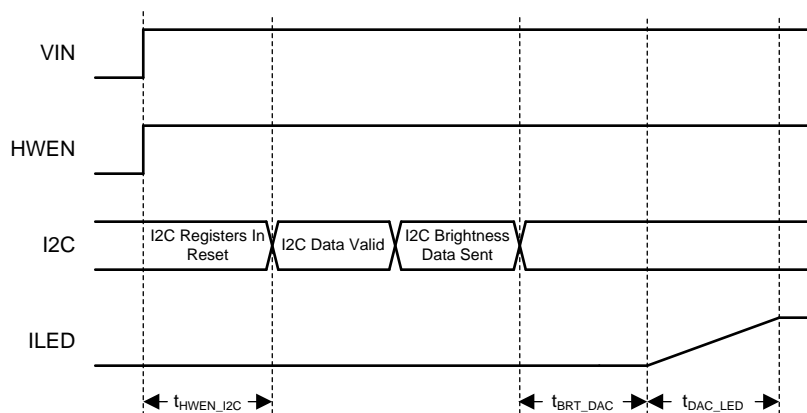 VIN
HWEN
I2C
I2C Registers In
Reset
I2C Data Valid
I2C Brightness
Data Sent
ILED
tHWEN_I2C
tBRT_DAC
tDAC_LED